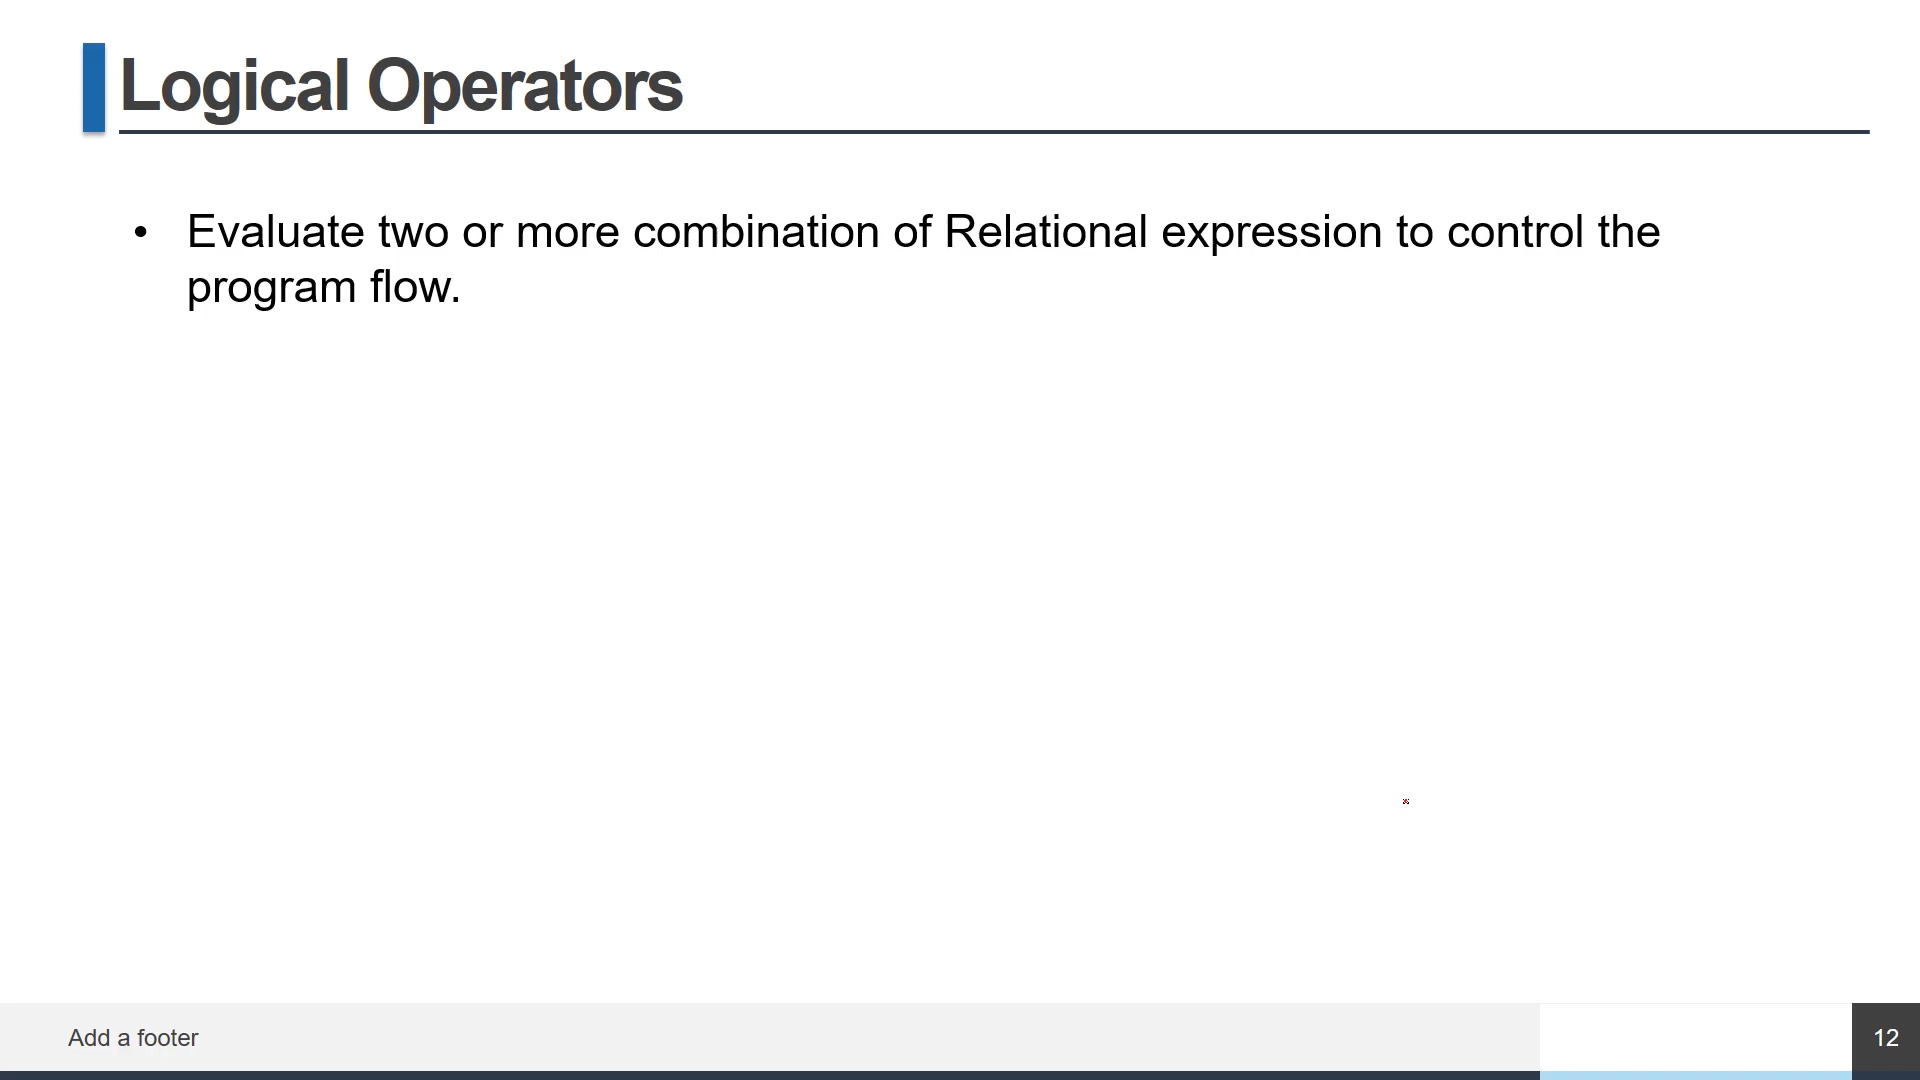 Logical Operators
• Evaluate two or more combination of Relational expression to control the
program flow.
Add a footer
12